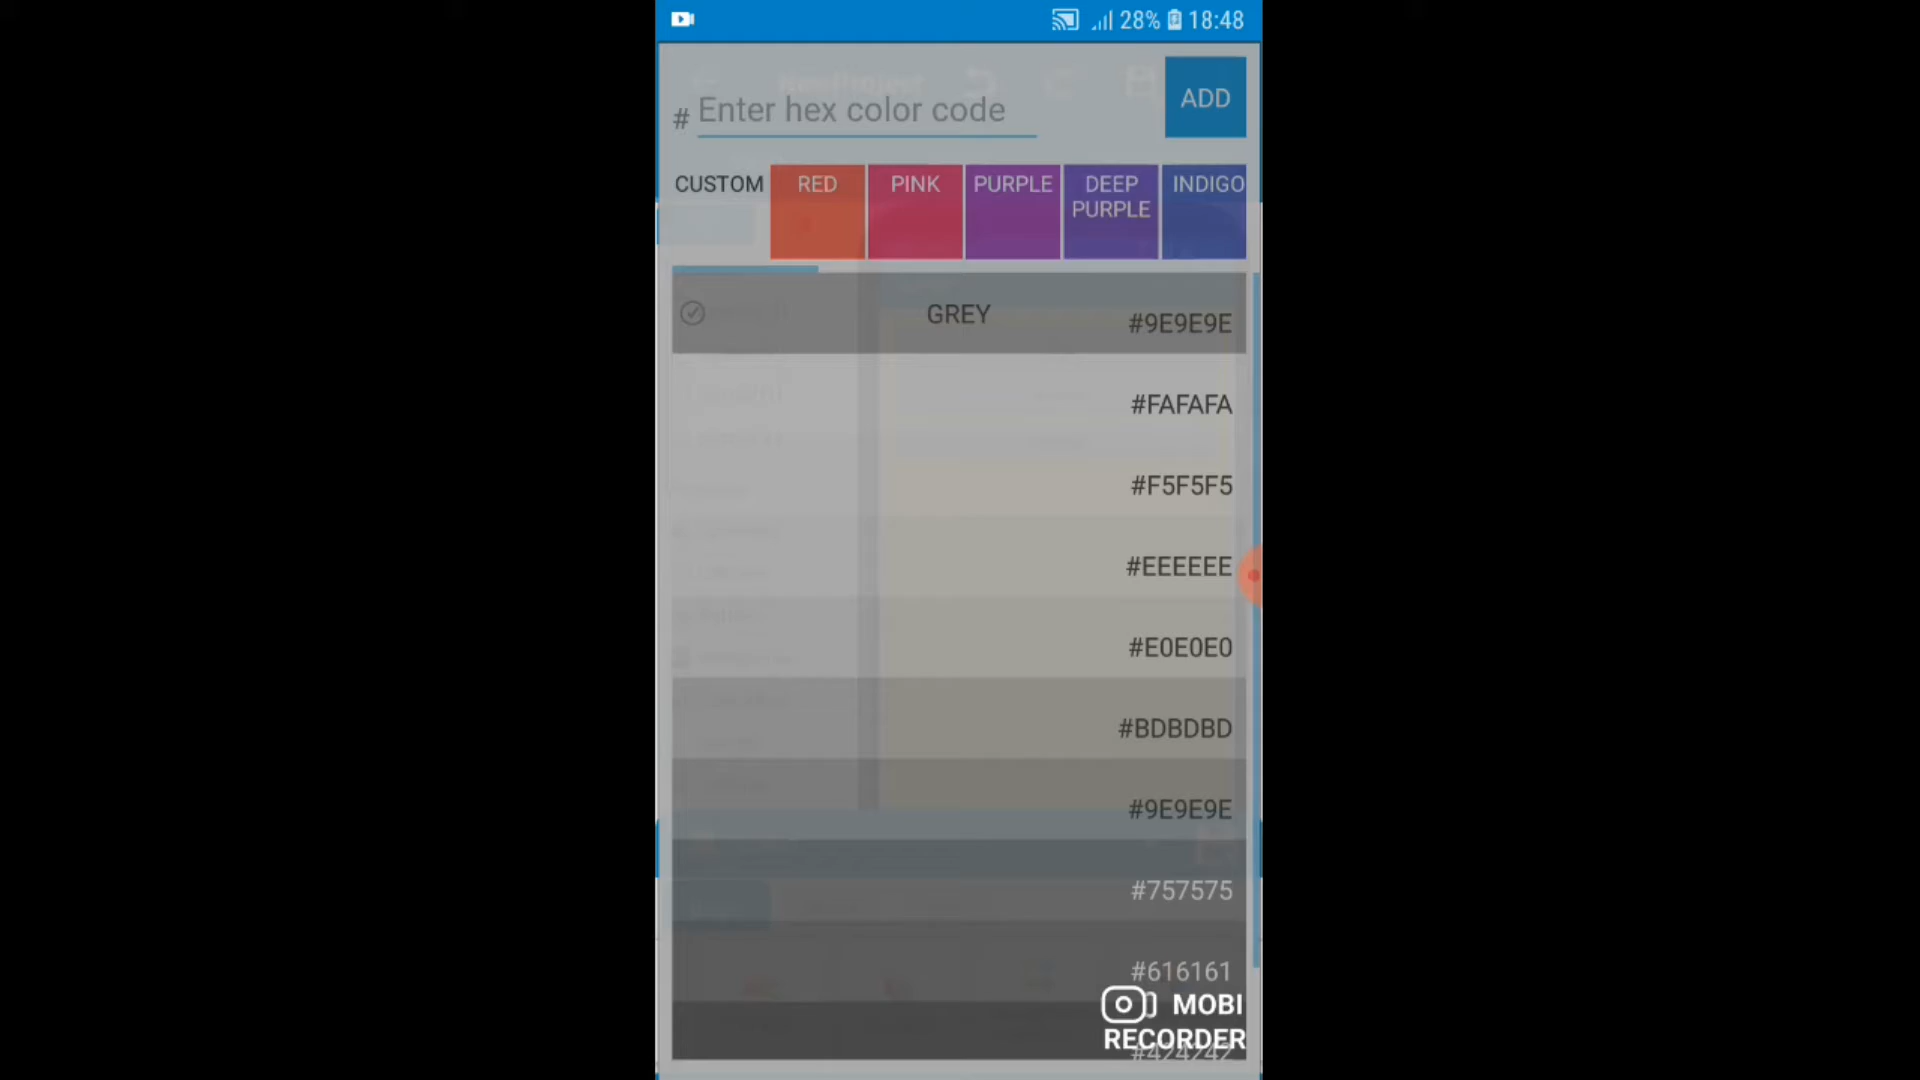 28% 18:48
# Enter hex color code
ADD
CUSTOM RED PINK PURPLE DEEP PURPLE INDIGO
GREY #9E9E9E
#FAFAFA
#F5F5F5
#EEEEEE
#E0E0E0
#BDBDBD
#9E9E9E
#757575
#616161
MOBI
RECORDER
#424242